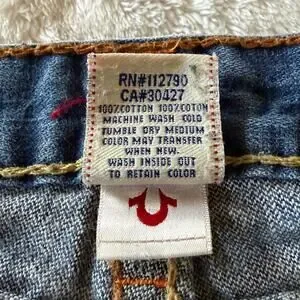 RN#112790
CA#30427
100%COTTON 100%COTON
MACHINE WASH COLD
TUMBLE DRY MEDIUM
COLOR MAY TRANSFER
WHEN NEW.
WASH INSIDE OUT
TO RETAIN COLOR